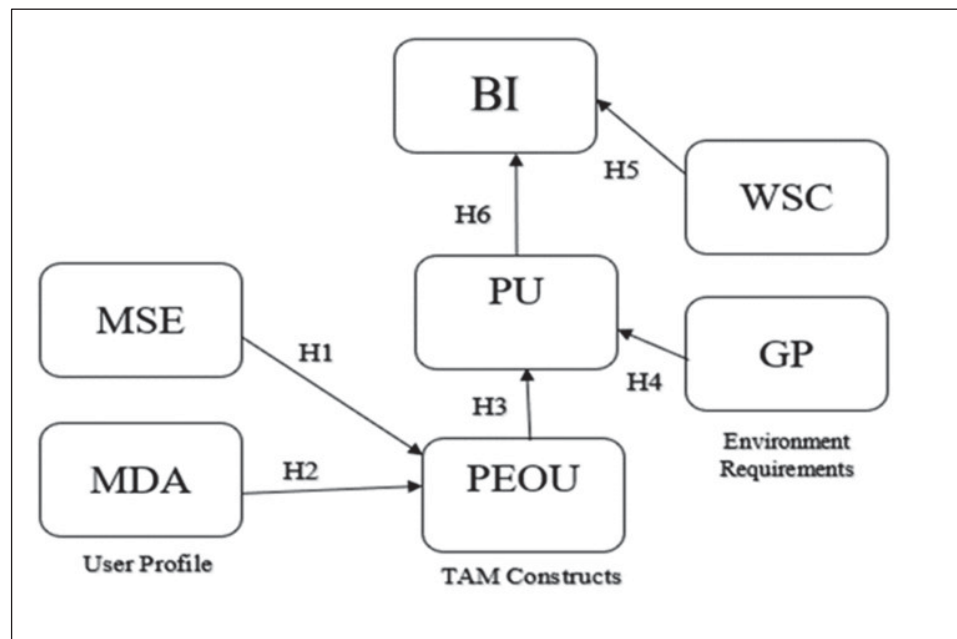 BI
H5
WSC
H6
PU
MSE
H1
GP
H4
H3
Environment
Requirements
MDA
H2
PEOU
User Profile
TAM Constructs